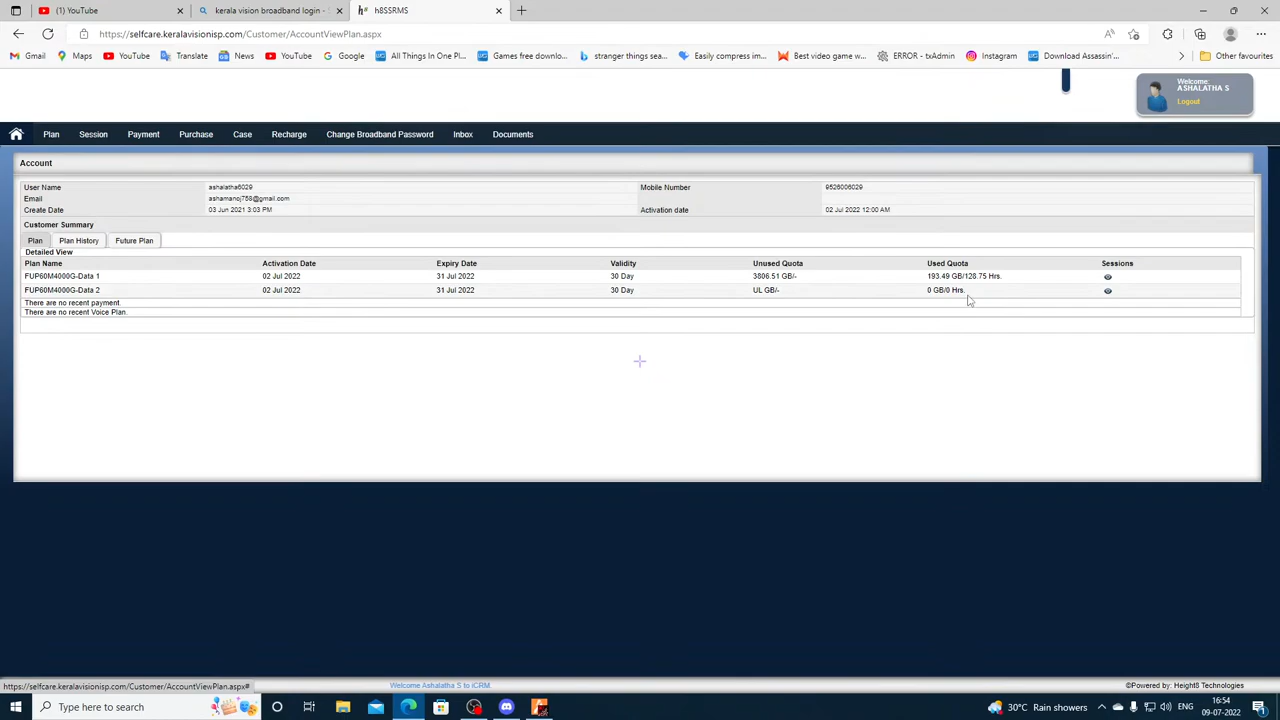 (1) YouTube
kerala vision broadband login - S
h8SSRMS
https://selfcare.keralavisionisp.com/Customer/AccountViewPlan.aspx
Gmail Maps YouTube Translate News YouTube Google All Things In One Pl... Games free downlo... stranger things sea... Easily compress im... Best video game w... ERROR - txAdmin Instagram Download Assassin'... Other favourites
Welcome:
ASHALATHA S
Logout
Plan Session Payment Purchase Case Recharge Change Broadband Password Inbox Documents
Account
User Name ashalatha6029 Mobile Number 9526006029
Email ashamanoj758@gmail.com
Create Date 03 Jun 2021 3:03 PM Activation date 02 Jul 2022 12:00 AM
Customer Summary
Plan Plan History Future Plan
Detailed View
Plan Name Activation Date Expiry Date Validity Unused Quota Used Quota Sessions
FUP60M4000G-Data 1 02 Jul 2022 31 Jul 2022 30 Day 3806.51 GB/- 193.49 GB/128.75 Hrs.
FUP60M4000G-Data 2 02 Jul 2022 31 Jul 2022 30 Day UL GB/- 0 GB/0 Hrs.
There are no recent payment.
There are no recent Voice Plan.
https://selfcare.keralavisionisp.com/Customer/AccountViewPlan.aspx#
Welcome Ashalatha S to iCRM.
©Powered by: Height8 Technologies
Type here to search
30°C Rain showers
ENG
16:54
09-07-2022
1